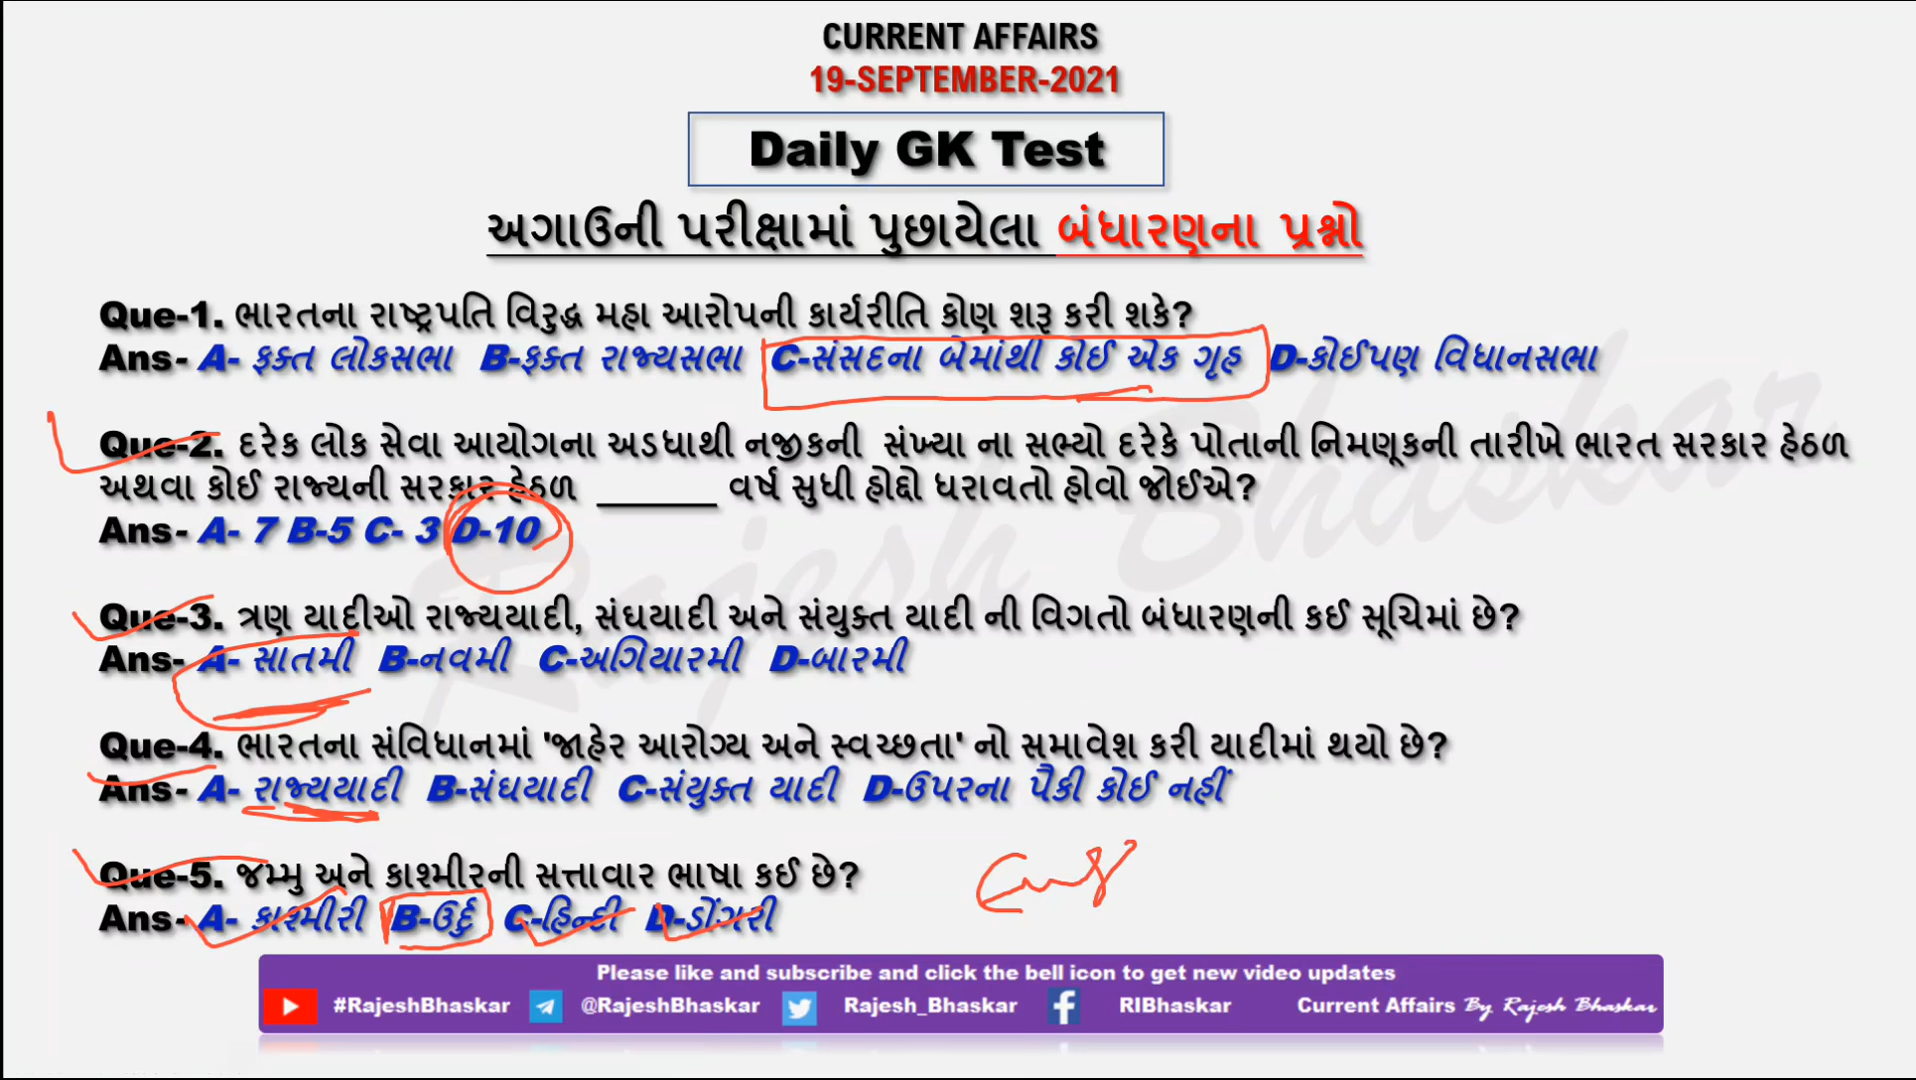 CURRENT AFFAIRS
19-SEPTEMBER-2021
Daily GK Test
અગાઉની પરીક્ષામાં પુછાયેલા બંધારણના પ્રશ્નો
Que-1. ભારતના રાષ્ટ્રપતિ વિરુદ્ધ મહા આરોપની કાર્યરીતિ કોણ શરૂ કરી શકે?
Ans- A- ફક્ત લોકસભા B-ફક્ત રાજ્યસભા C-સંસદના બેમાંથી કોઈ એક ગૃહ D-કોઈપણ વિધાનસભા
Que-2. દરેક લોક સેવા આયોગના અડધાથી નજીકની સંખ્યા ના સભ્યો દરેકે પોતાની નિમણૂકની તારીખે ભારત સરકાર હેઠળ
અથવા કોઈ રાજ્યની સરકાર હેઠળ ______ વર્ષ સુધી હોદ્દો ધરાવતો હોવો જોઈએ?
Ans- A- 7 B-5 C- 3 D-10
Que-3. ત્રણ યાદીઓ રાજ્યયાદી, સંઘયાદી અને સંયુક્ત યાદી ની વિગતો બંધારણની કઈ સૂચિમાં છે?
Ans- A- સાતમી B-નવમી C-અગિયારમી D-બારમી
Que-4. ભારતના સંવિધાનમાં 'જાહેર આરોગ્ય અને સ્વચ્છતા' નો સમાવેશ કરી યાદીમાં થયો છે?
Ans- A- રાજ્યયાદી B-સંઘયાદી C-સંયુક્ત યાદી D-ઉપરના પૈકી કોઈ નહીં
Que-5. જમ્મુ અને કાશ્મીરની સત્તાવાર ભાષા કઈ છે?
Ans- A- કાશ્મીરી B-ઉર્દુ C-હિન્દી D-ડોંગરી
Rajesh Bhaskar
Please like and subscribe and click the bell icon to get new video updates
#RajeshBhaskar @RajeshBhaskar Rajesh_Bhaskar RIBhaskar Current Affairs By. Rajesh Bhaskar